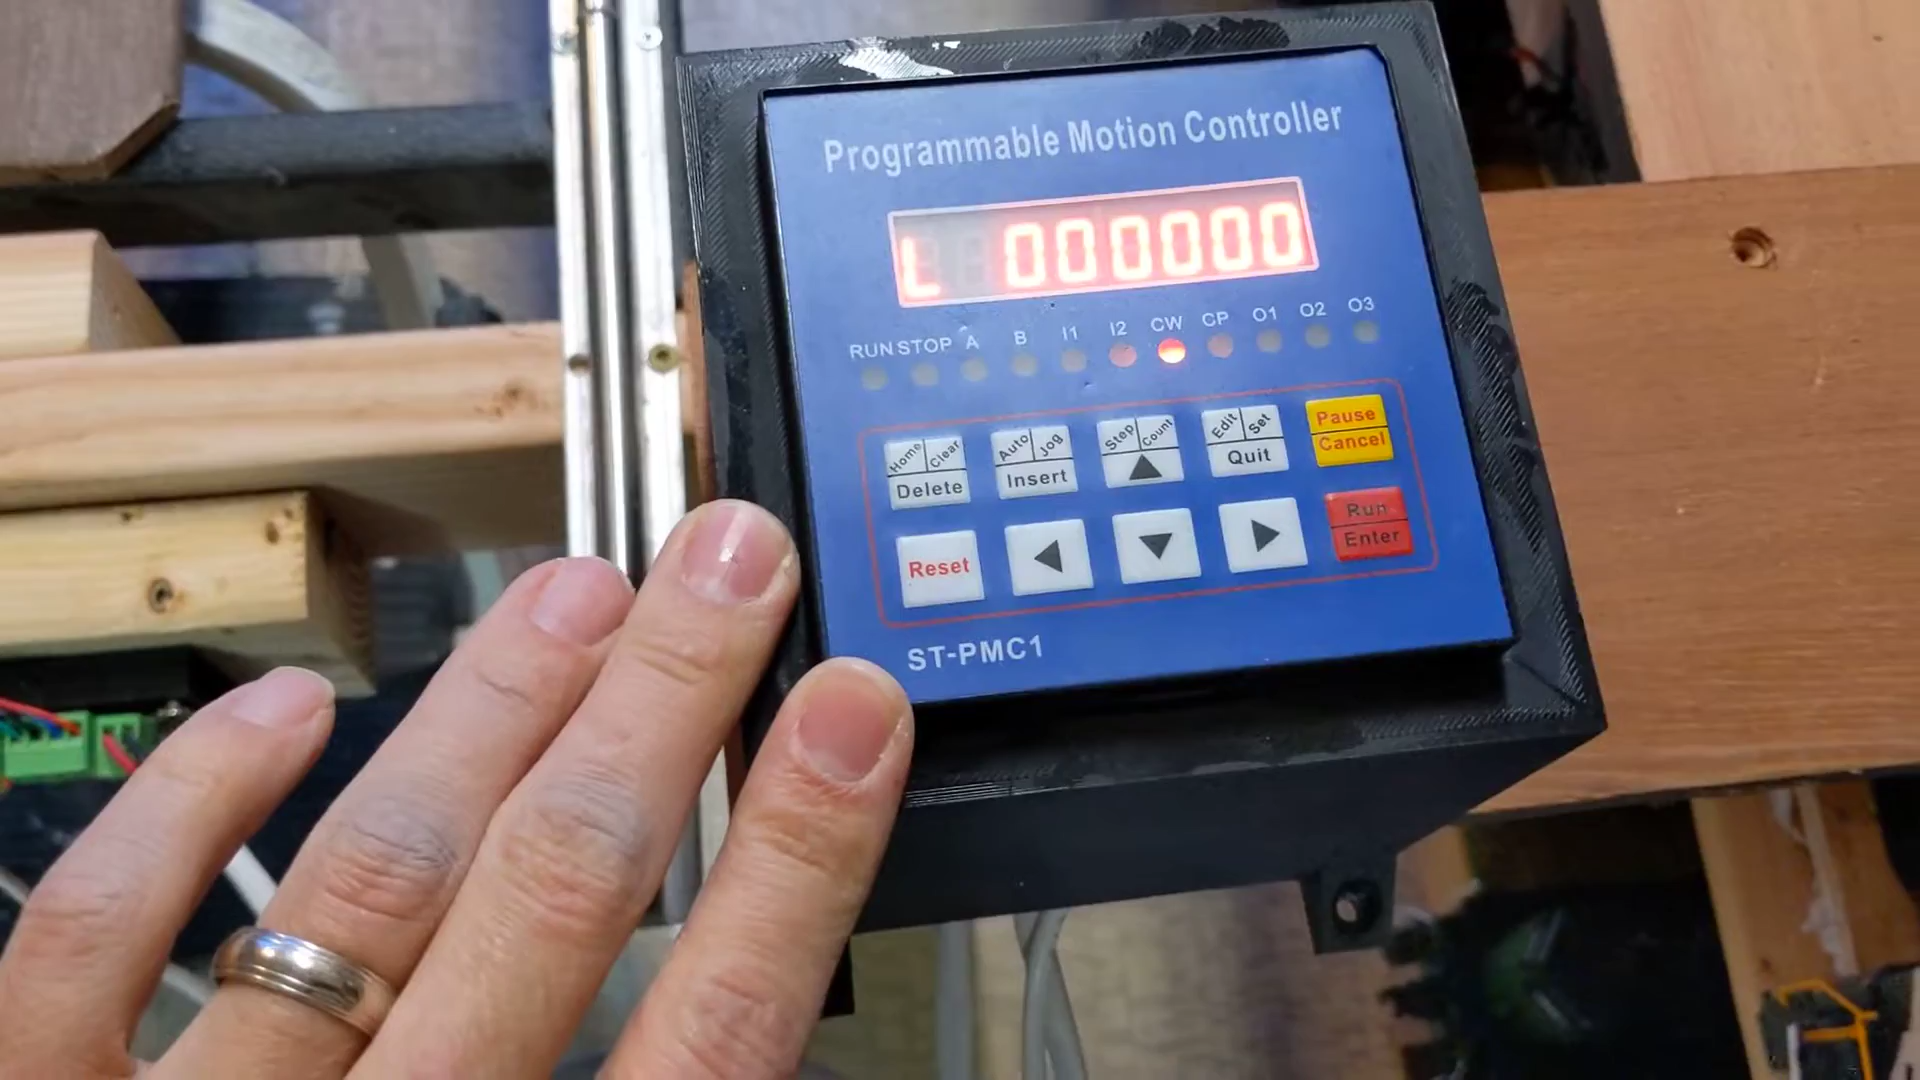 Programmable Motion Controller
L 000000
RUN STOP A B I1 I2 CW CP O1 O2 O3
Home Clear Delete
Auto Jog Insert
Step Count
Edit Set Quit
Pause Cancel
Reset
Run Enter
ST-PMC1